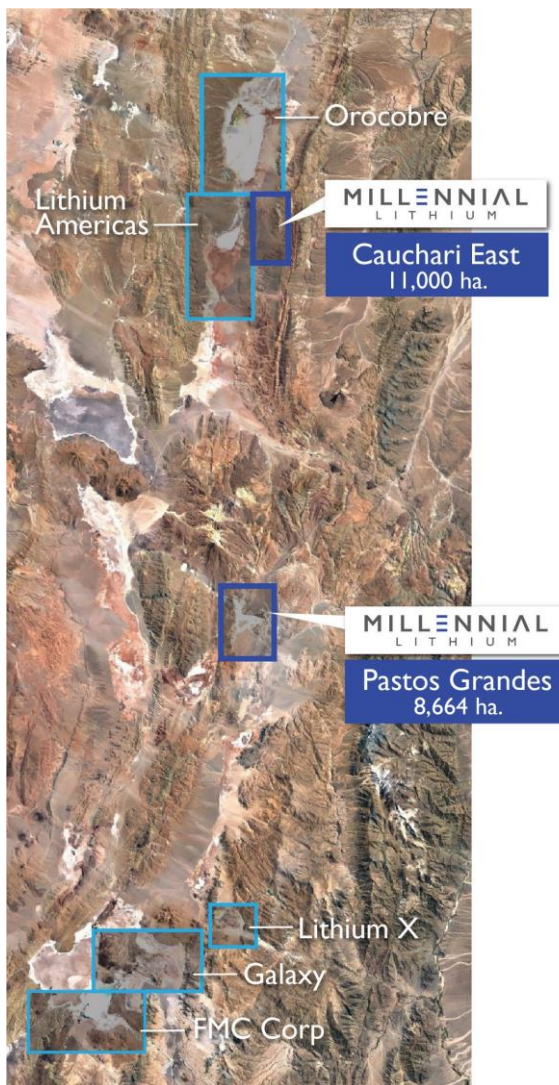 Orocobre
Lithium
Americas
MILLENNIAL
LITHIUM
Cauchari East
11,000 ha.
MILLENNIAL
LITHIUM
Pastos Grandes
8,664 ha.
Lithium X
Galaxy
FMC Corp